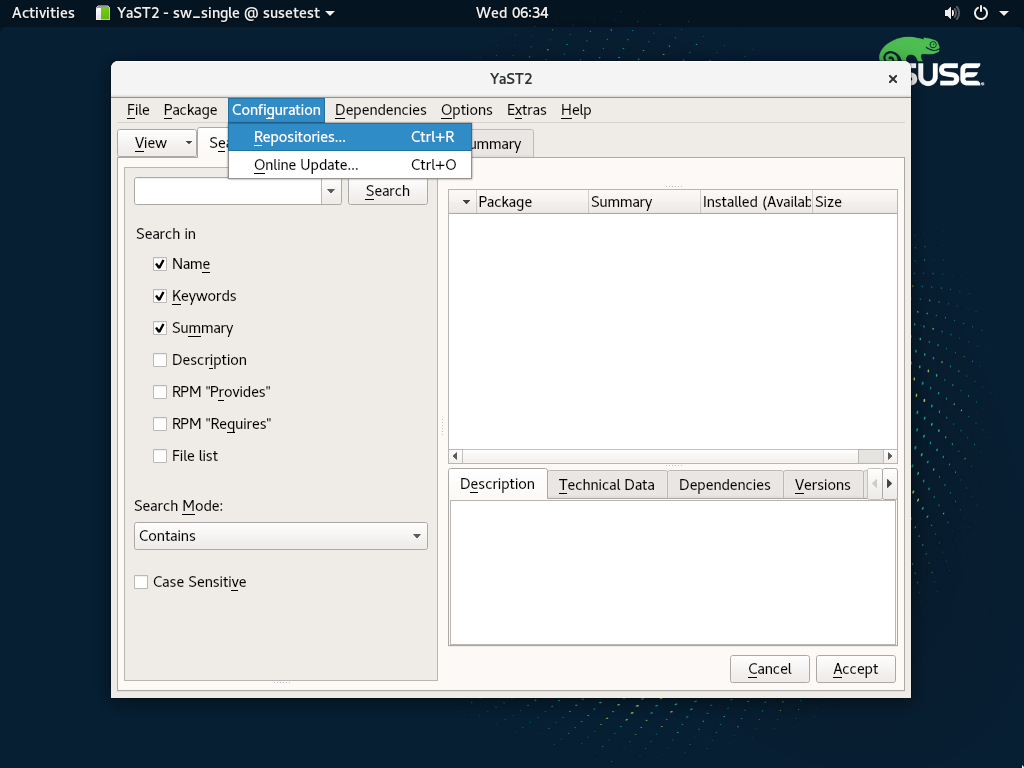 Activities YaST2 - sw_single @ susetest Wed 06:34
SUSE
YaST2
File Package Configuration Dependencies Options Extras Help
Repositories... Ctrl+R
Online Update... Ctrl+O
View
Search
Package Summary Installed (Availab Size
Search in
Name
Keywords
Summary
Description
RPM "Provides"
RPM "Requires"
File list
Description Technical Data Dependencies Versions
Search Mode:
Contains
Case Sensitive
Cancel Accept